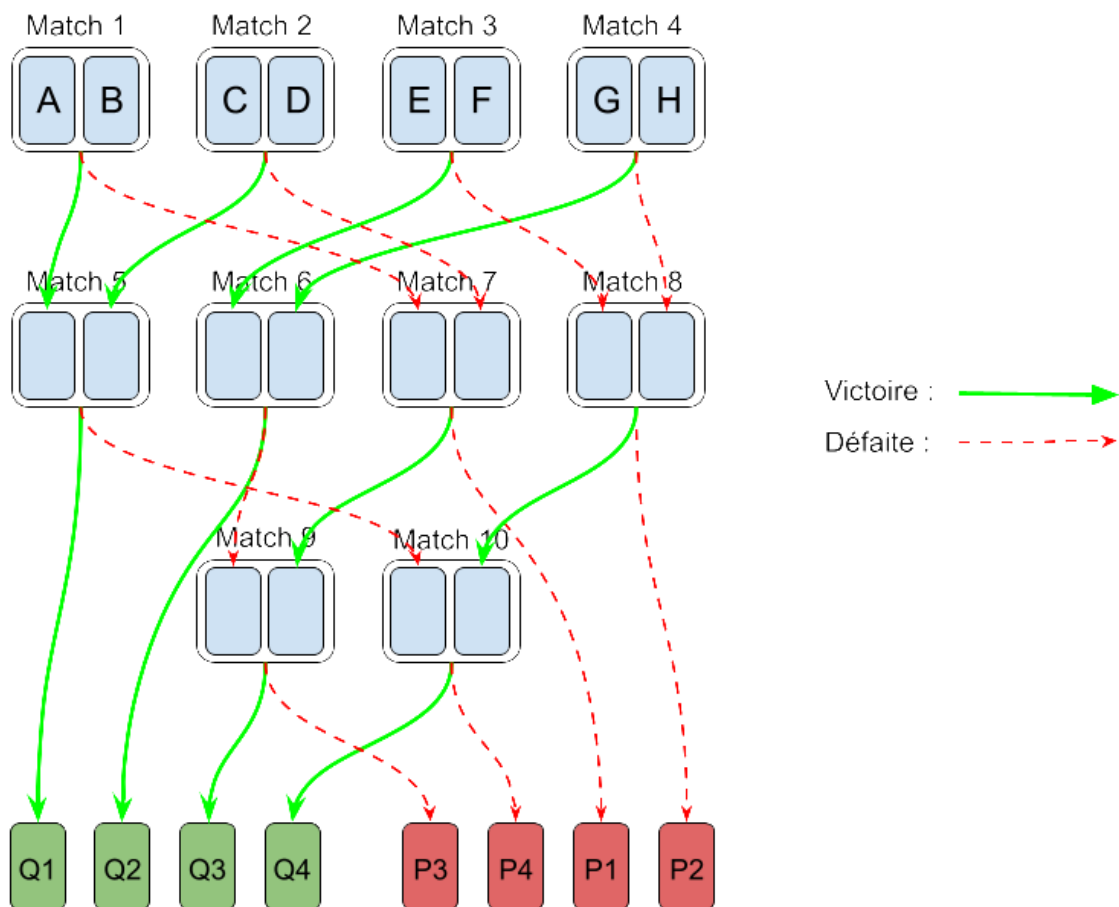 Match 1 Match 2 Match 3 Match 4
A B C D E F G H
Match 5 Match 6 Match 7 Match 8
Victoire :
Défaite :
Match 9 Match 10
Q1 Q2 Q3 Q4 P3 P4 P1 P2